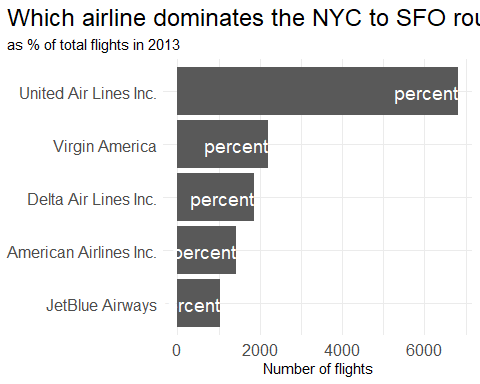 Which airline dominates the NYC to SFO rou
as % of total flights in 2013
United Air Lines Inc. percent
Virgin America percent
Delta Air Lines Inc. percent
American Airlines Inc. percent
JetBlue Airways rcent
0 2000 4000 6000
Number of flights